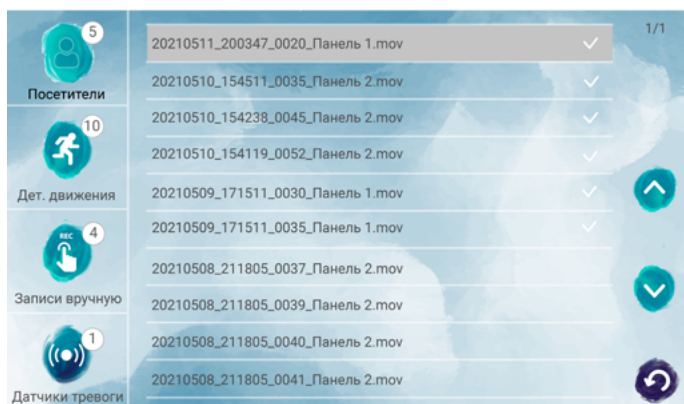 5
Посетители
10
Дет. движения
REC
4
Записи вручную
1
Датчики тревоги
20210511_200347_0020_Панель 1.mov
20210510_154511_0035_Панель 2.mov
20210510_154238_0045_Панель 2.mov
20210510_154119_0052_Панель 2.mov
20210509_171511_0030_Панель 1.mov
20210509_171511_0035_Панель 1.mov
20210508_211805_0037_Панель 2.mov
20210508_211805_0039_Панель 2.mov
20210508_211805_0040_Панель 2.mov
20210508_211805_0041_Панель 2.mov
1/1